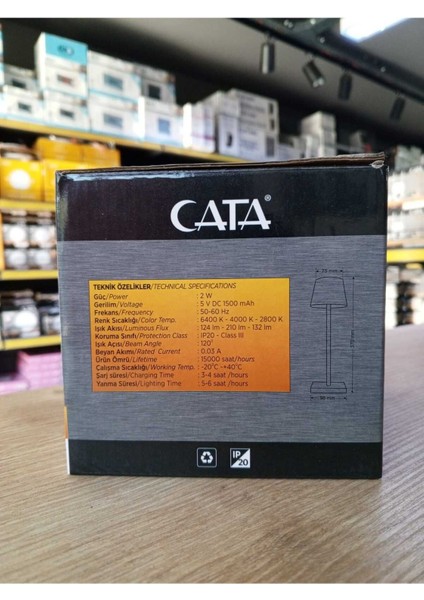 CATA®
TEKNİK ÖZELİKLER/TECHNICAL SPECIFICATIONS
Güç/Power : 2 W
Gerilim/Voltage : 5 V DC 1500 mAh
Frekans/Frequency : 50-60 Hz
Renk Sıcaklığı/Color Temp. : 6400 K - 4000 K - 2800 K
Işık Akısı/Luminous Flux : 124 lm - 210 lm - 132 lm
Koruma Sınıfı/Protection Class : IP20 - Class III
Işık Açısı/Beam Angle : 120°
Beyan Akımı/Rated Current : 0.03 A
Ürün Ömrü/Lifetime : 15000 saat/hours
Çalışma Sıcaklığı/Working Temp. : -20°C -+40°C
Şarj süresi/Charging Time : 3-4 saat /hours
Yanma Süresi/Lighting Time : 5-6 saat /hours
IP
20